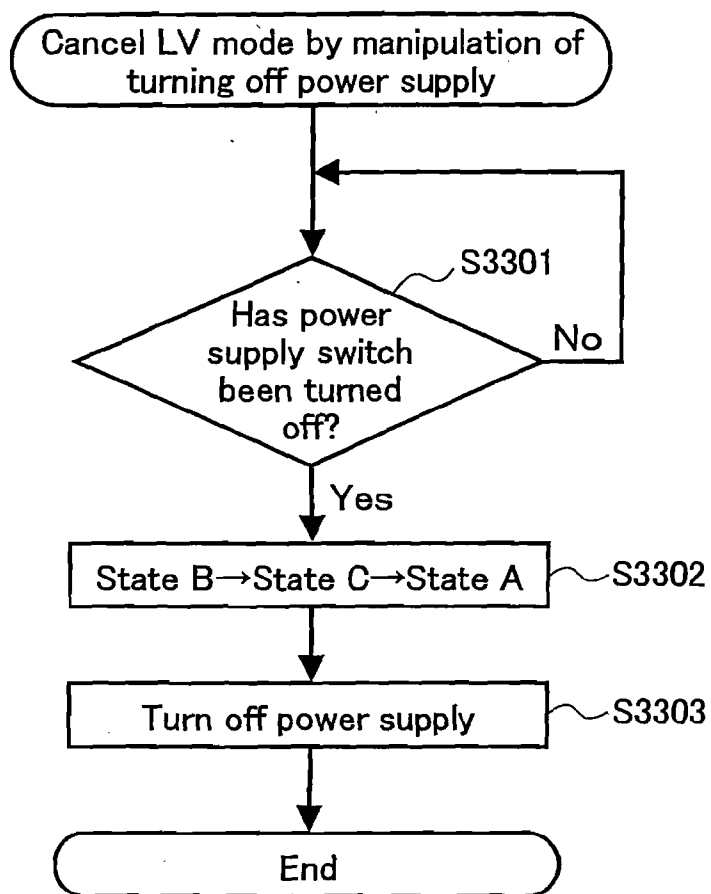 Cancel LV mode by manipulation of
turning off power supply
S3301
Has power
supply switch
been turned
off?
No
Yes
State B→State C→State A
S3302
Turn off power supply
S3303
End